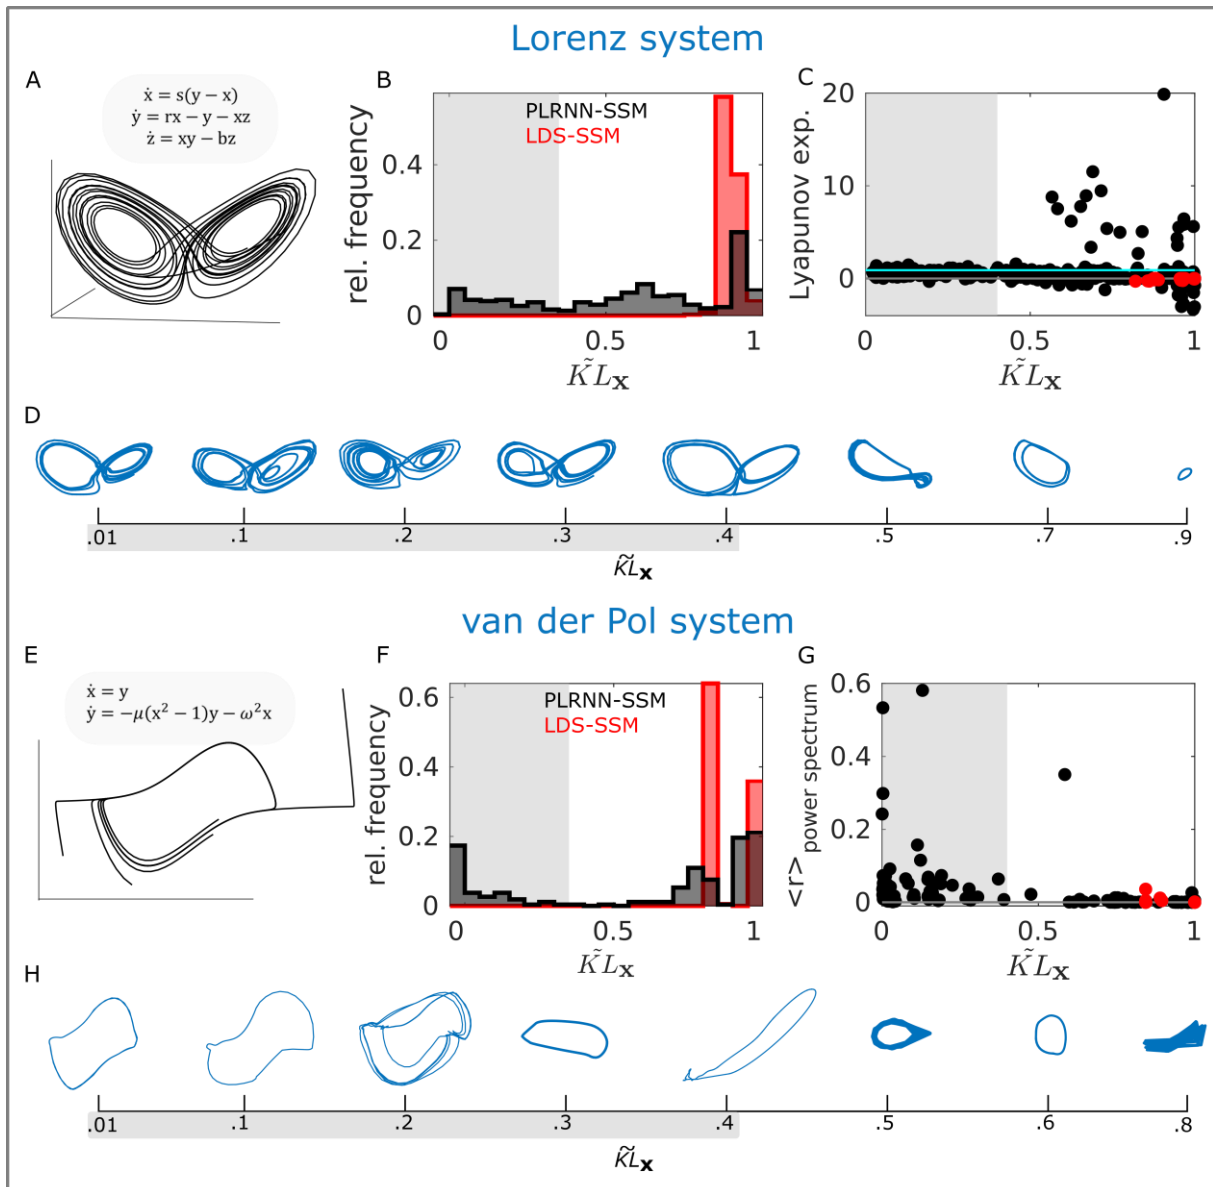 Lorenz system
A
ẋ = s(y − x)
ẏ = rx − y − xz
ż = xy − bz
B
PLRNN-SSM
LDS-SSM
rel. frequency
0.4
0.2
0
0
0.5
1
K̃L𝐱
C
Lyapunov exp.
20
10
0
0
0.5
1
K̃L𝐱
D
.01
.1
.2
.3
.4
.5
.7
.9
K̃L𝐱
van der Pol system
E
ẋ = y
ẏ = −μ(x² − 1)y − ω²x
F
PLRNN-SSM
LDS-SSM
rel. frequency
0.6
0.4
0.2
0
0
0.5
1
K̃L𝐱
G
<r>power spectrum
0.6
0.4
0.2
0
0
0.5
1
K̃L𝐱
H
.01
.1
.2
.3
.4
.5
.6
.8
K̃L𝐱